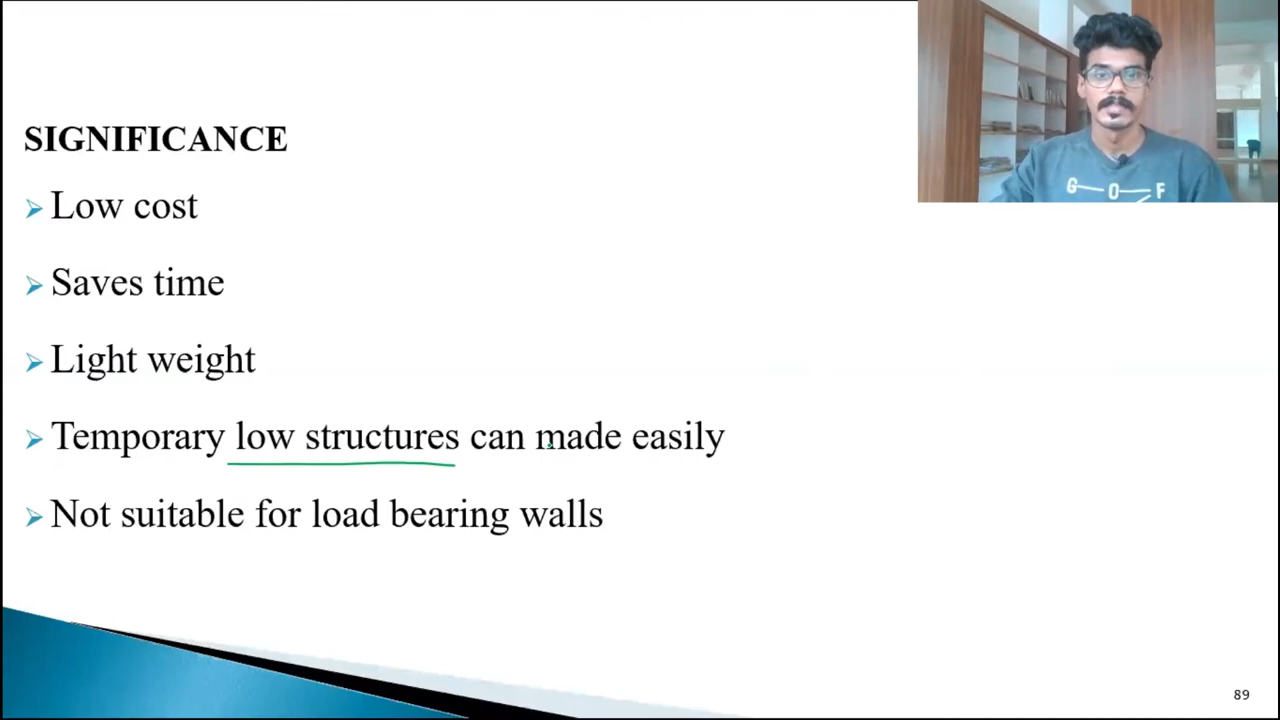 SIGNIFICANCE
Low cost
Saves time
Light weight
Temporary low structures can made easily
Not suitable for load bearing walls
G O F
89